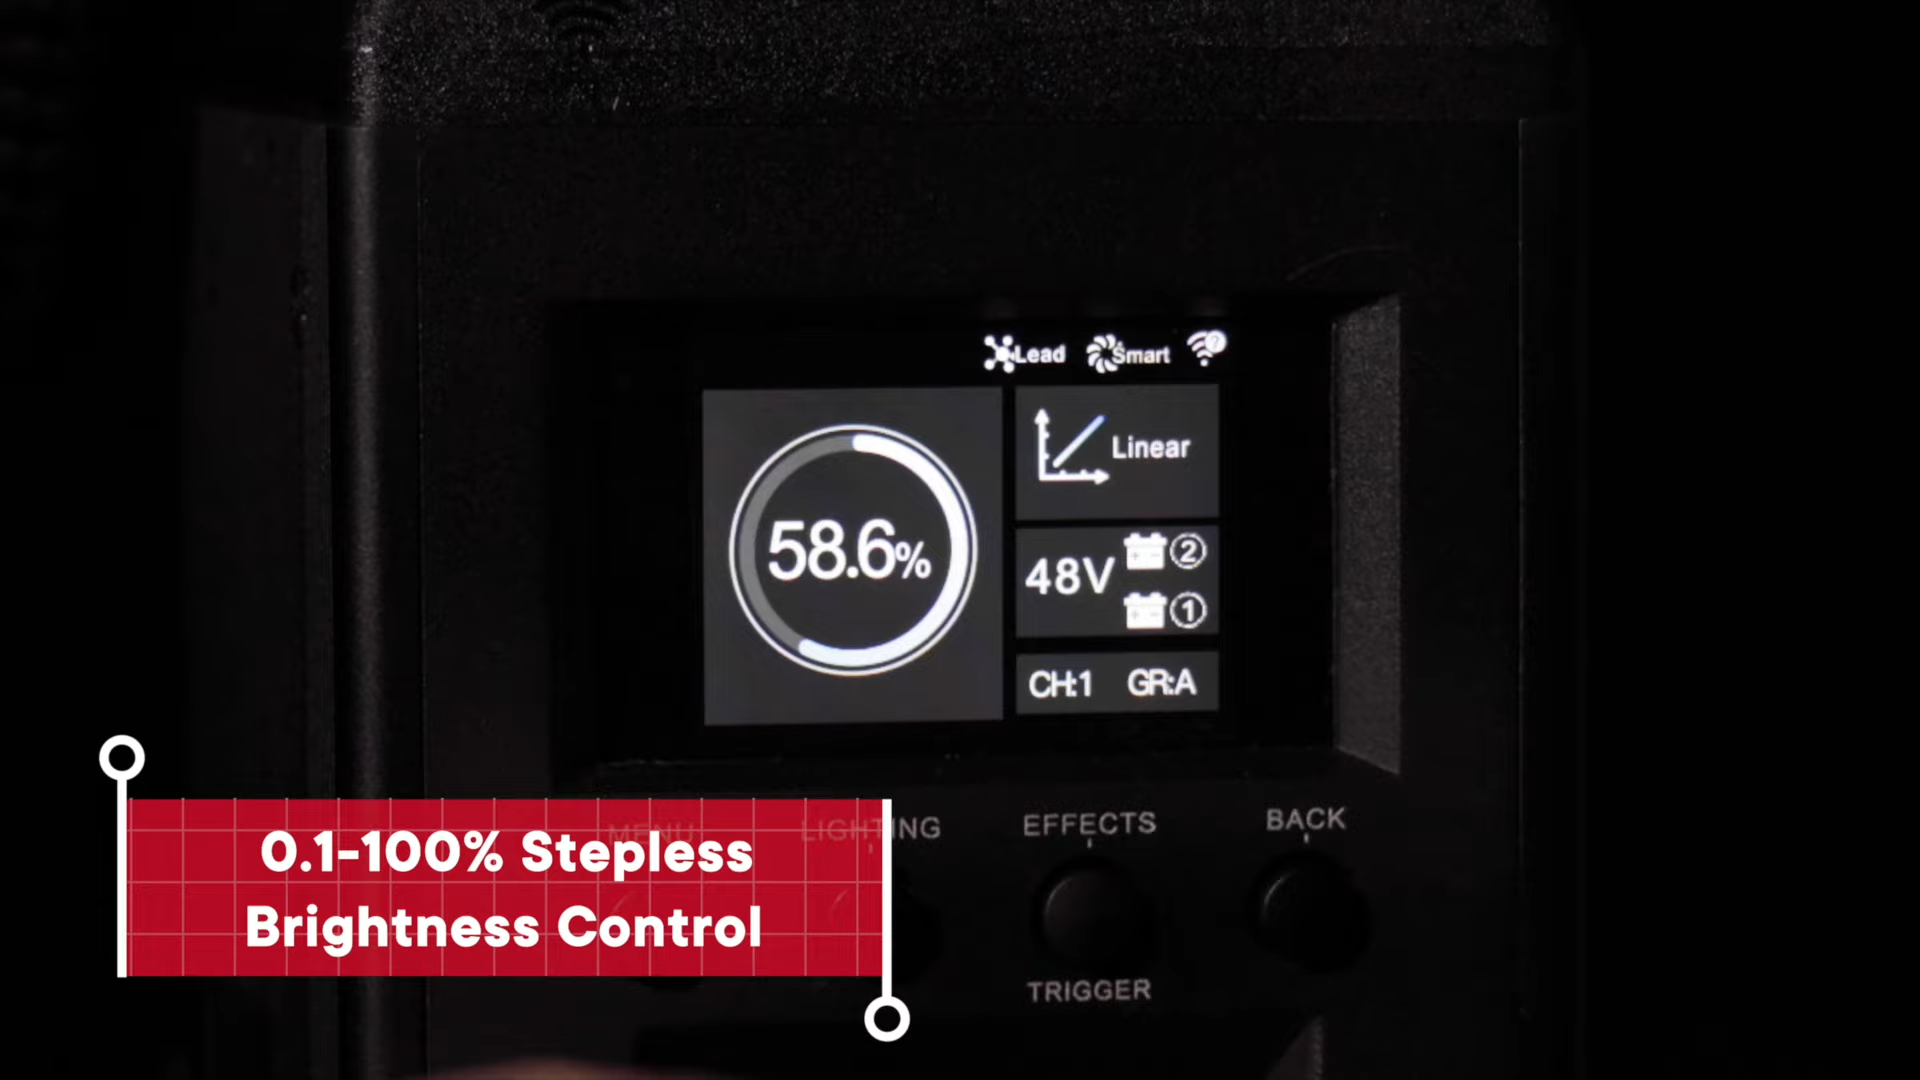 Lead Smart
58.6%
Linear
48V 2
1
CH:1 GR:A
MENU LIGHTING EFFECTS BACK
0.1-100% Stepless
Brightness Control
TRIGGER